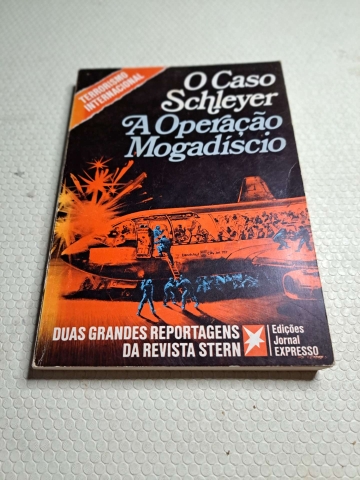 TERRORISMO
INTERNACIONAL
O Caso
Schleyer
A Operação
Mogadíscio
DUAS GRANDES REPORTAGENS
DA REVISTA STERN
Edições
Jornal
EXPRESSO